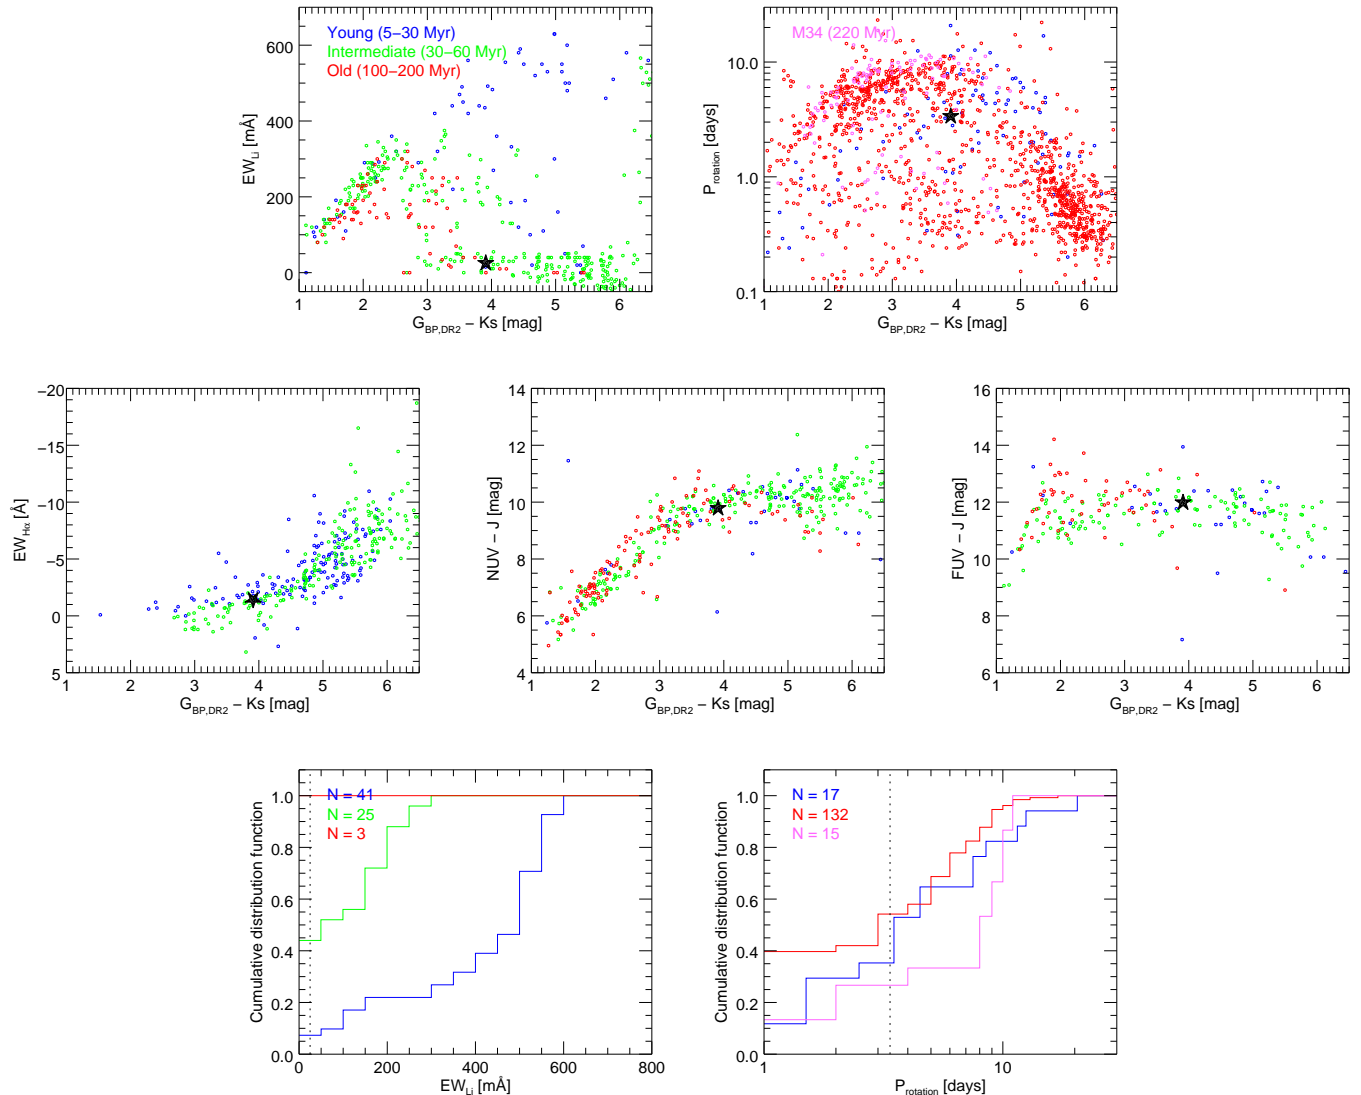 Young (5−30 Myr)
Intermediate (30−60 Myr)
Old (100−200 Myr)
600
400
200
0
EW_Li [mÅ]
1 2 3 4 5 6
G_BP,DR2 − Ks [mag]
M34 (220 Myr)
10.0
1.0
0.1
P_rotation [days]
1 2 3 4 5 6
G_BP,DR2 − Ks [mag]
−20
−15
−10
−5
0
5
EW_Hα [Å]
1 2 3 4 5 6
G_BP,DR2 − Ks [mag]
14
12
10
8
6
4
NUV − J [mag]
1 2 3 4 5 6
G_BP,DR2 − Ks [mag]
16
14
12
10
8
6
FUV − J [mag]
1 2 3 4 5 6
G_BP,DR2 − Ks [mag]
N = 41
N = 25
N = 3
1.0
0.8
0.6
0.4
0.2
0.0
Cumulative distribution function
0 200 400 600 800
EW_Li [mÅ]
N = 17
N = 132
N = 15
1.0
0.8
0.6
0.4
0.2
0.0
Cumulative distribution function
1 10
P_rotation [days]